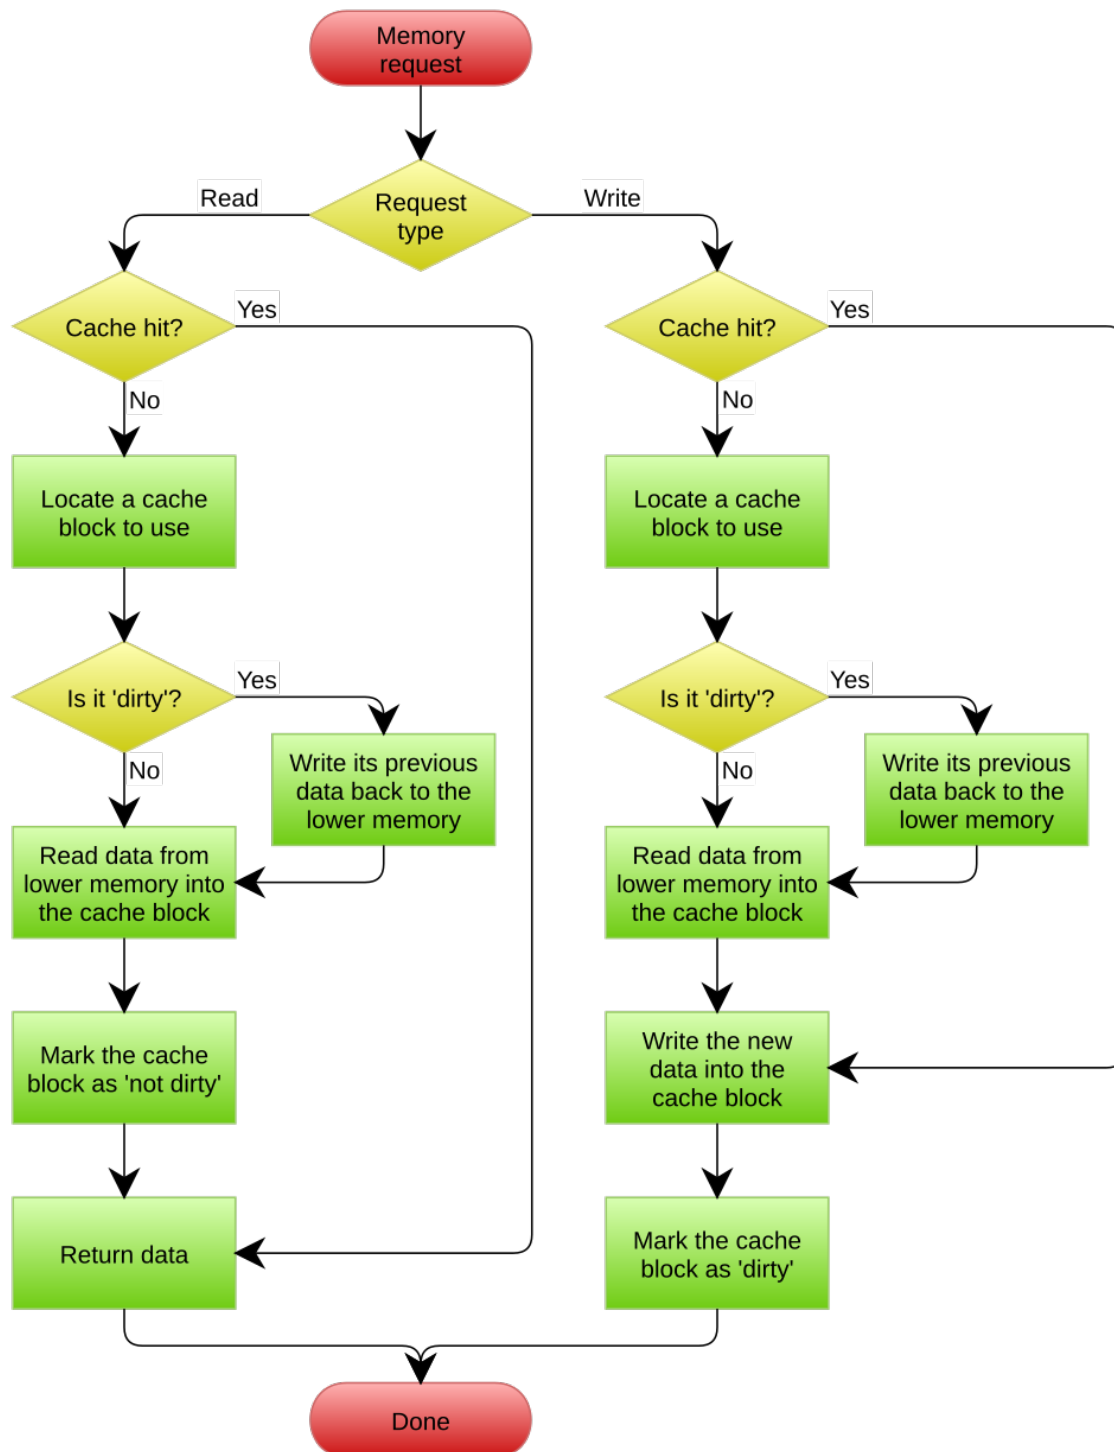 Memory
request
Request
type
Read
Write
Cache hit?
Yes
No
Locate a cache
block to use
Is it 'dirty'?
Yes
No
Write its previous
data back to the
lower memory
Read data from
lower memory into
the cache block
Mark the cache
block as 'not dirty'
Return data
Cache hit?
Yes
No
Locate a cache
block to use
Is it 'dirty'?
Yes
No
Write its previous
data back to the
lower memory
Read data from
lower memory into
the cache block
Write the new
data into the
cache block
Mark the cache
block as 'dirty'
Done